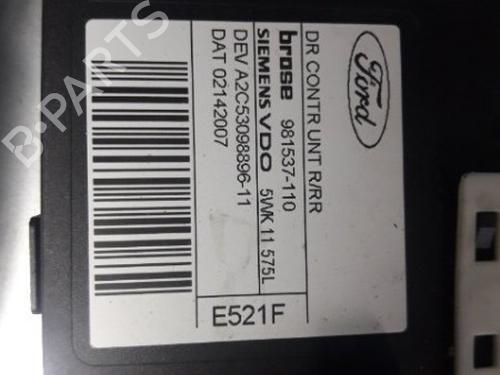 Ford
DR CONTR UNT R/RR
brose 981537-110
SIEMENS VDO 5WK 11 575L
DEV A2C53098896-11
DAT 02142007
E521F
B-PARTS